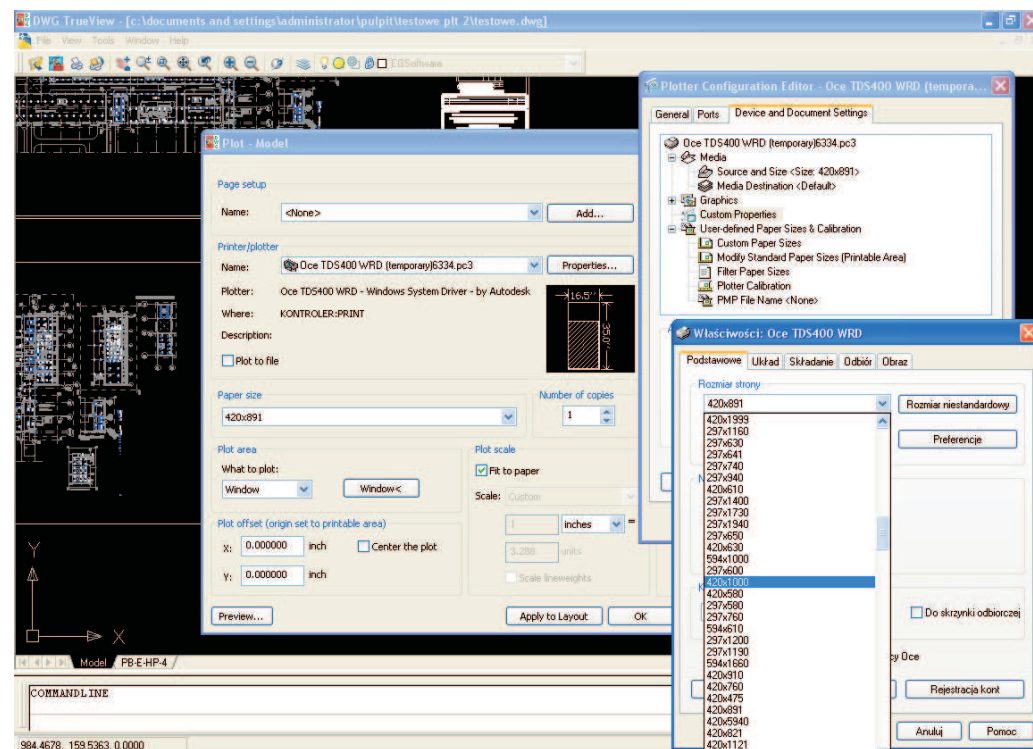 DWG TrueView - [c:\documents and settings\administrator\pulpit\testowe plt 2\testowe.dwg]
File View Tools Window Help
EGSoftware
Plotter Configuration Editor - Oce TDS400 WRD (tempora...
General Ports Device and Document Settings
Oce TDS400 WRD (temporary)6334.pc3
Media
Source and Size <Size: 420x891>
Media Destination <Default>
Graphics
Custom Properties
User-defined Paper Sizes & Calibration
Custom Paper Sizes
Modify Standard Paper Sizes (Printable Area)
Filter Paper Sizes
Plotter Calibration
PMP File Name <None>
Plot - Model
Page setup
Name: <None> Add...
Printer/plotter
Name: Oce TDS400 WRD (temporary)6334.pc3 Properties...
Plotter: Oce TDS400 WRD - Windows System Driver - by Autodesk
Where: KONTROLER:PRINT
Description:
Plot to file
16.5''
35.0''
Paper size
420x891
Number of copies
1
Plot area
What to plot:
Window Window<
Plot scale
Fit to paper
Scale: Custom
1 inches =
3.288 units
Scale lineweights
Plot offset (origin set to printable area)
X: 0.000000 inch Center the plot
Y: 0.000000 inch
Preview... Apply to Layout OK
Właściwości: Oce TDS400 WRD
Podstawowe Układ Składanie Odbiór Obraz
Rozmiar strony
420x891 Rozmiar niestandardowy
Preferencje
420x1999
297x1160
297x630
297x641
297x740
297x940
420x610
297x1400
297x1730
297x1940
297x650
420x630
594x1000
297x600
420x1000
420x580
297x580
297x760
594x610
297x1200
297x1190
594x1660
420x910
420x760
420x475
420x891
420x5940
420x821
420x1121
Do skrzynki odbiorczej
cy Oce
Rejestracja kont
Anuluj Pomoc
Y
X
Model PB-E-HP-4
COMMANDLINE
984.4678, 159.5363, 0.0000